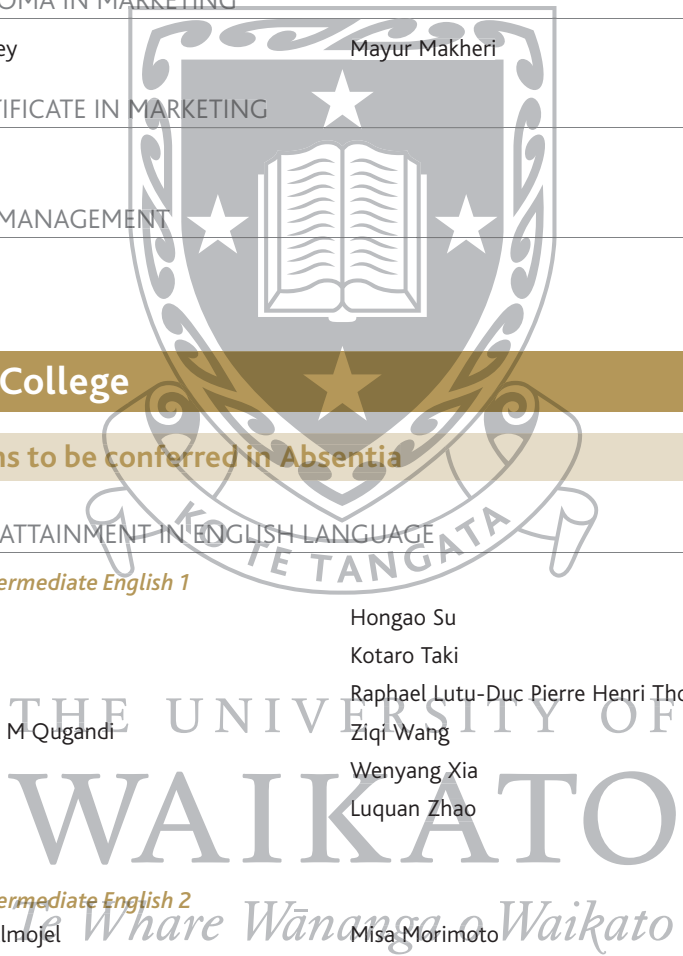 OMA IN MARKETING
ey Mayur Makheri
TIFICATE IN MARKETING
MANAGEMENT
College
ns to be conferred in Absentia
ATTAINMENT IN ENGLISH LANGUAGE
KO TE TANGATA
ermediate English 1
Hongao Su
Kotaro Taki
Raphael Lutu-Duc Pierre Henri Tho
THE UNIVERSITY OF
M Qugandi Ziqi Wang
Wenyang Xia
WAIKATO
Luquan Zhao
ermediate English 2
Te Whare Wānanga o Waikato
lmojel Misa Morimoto